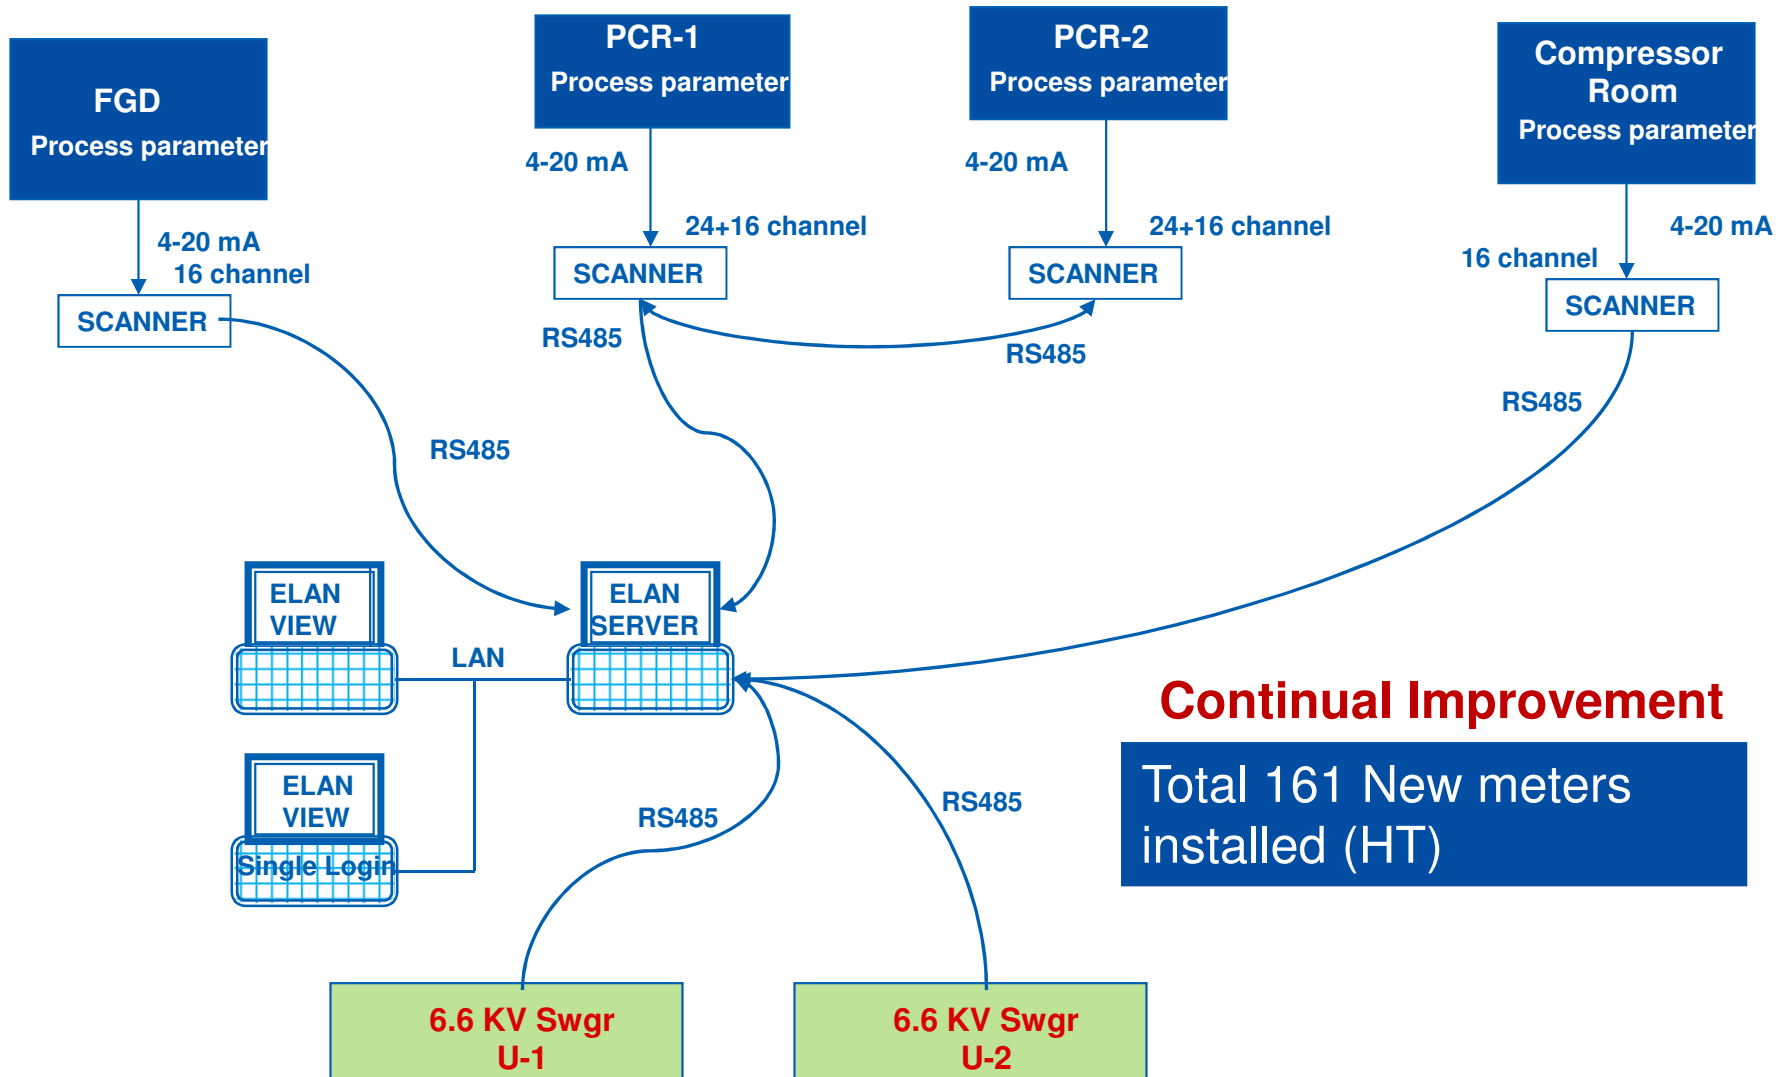 FGD
Process parameter
4-20 mA
16 channel
SCANNER
RS485
PCR-1
Process parameter
4-20 mA
24+16 channel
SCANNER
RS485
PCR-2
Process parameter
4-20 mA
24+16 channel
SCANNER
RS485
Compressor
Room
Process parameter
4-20 mA
16 channel
SCANNER
RS485
ELAN
VIEW
LAN
ELAN
SERVER
ELAN
VIEW
Single Login
RS485
RS485
Continual Improvement
Total 161 New meters
installed (HT)
6.6 KV Swgr
U-1
6.6 KV Swgr
U-2